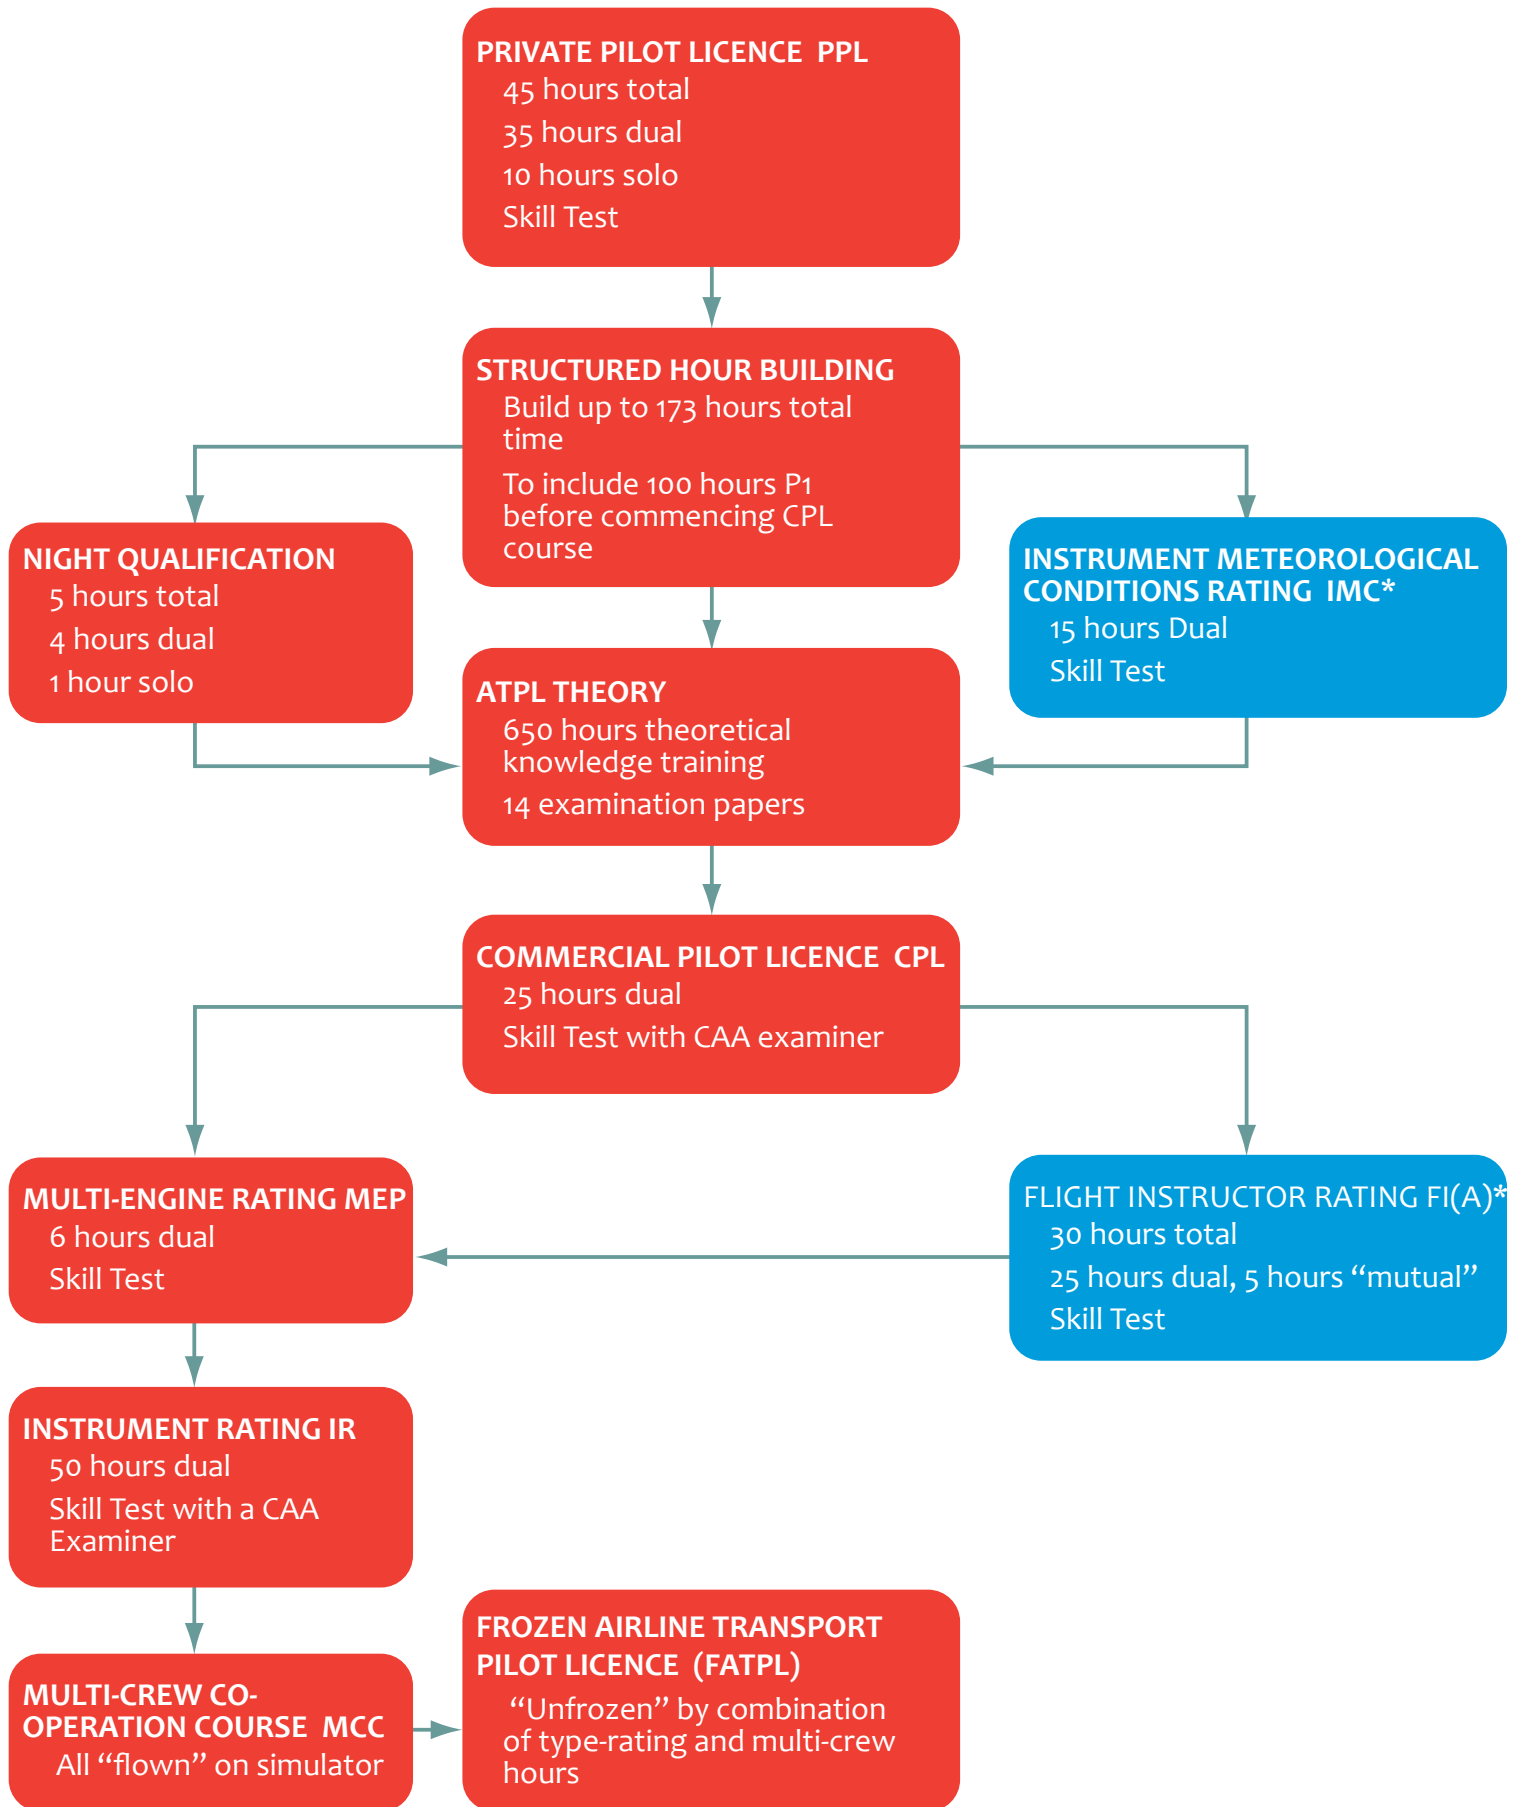 PRIVATE PILOT LICENCE PPL
45 hours total
35 hours dual
10 hours solo
Skill Test
STRUCTURED HOUR BUILDING
Build up to 173 hours total
time
To include 100 hours P1
before commencing CPL
course
NIGHT QUALIFICATION
5 hours total
4 hours dual
1 hour solo
INSTRUMENT METEOROLOGICAL
CONDITIONS RATING IMC*
15 hours Dual
Skill Test
ATPL THEORY
650 hours theoretical
knowledge training
14 examination papers
COMMERCIAL PILOT LICENCE CPL
25 hours dual
Skill Test with CAA examiner
MULTI-ENGINE RATING MEP
6 hours dual
Skill Test
FLIGHT INSTRUCTOR RATING FI(A)*
30 hours total
25 hours dual, 5 hours “mutual”
Skill Test
INSTRUMENT RATING IR
50 hours dual
Skill Test with a CAA
Examiner
MULTI-CREW CO-
OPERATION COURSE MCC
All “flown” on simulator
FROZEN AIRLINE TRANSPORT
PILOT LICENCE (FATPL)
“Unfrozen” by combination
of type-rating and multi-crew
hours